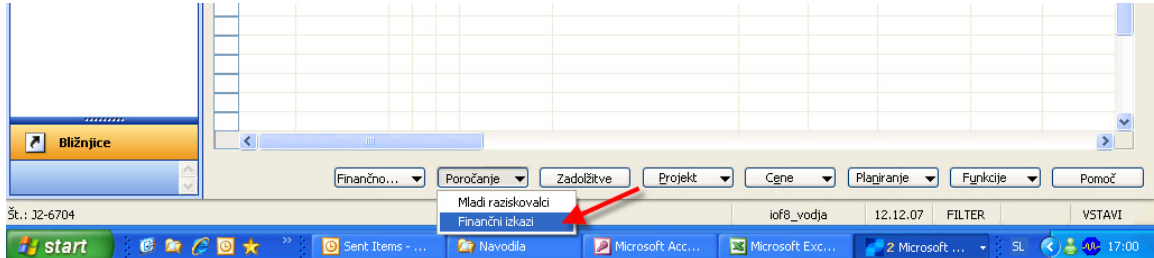 Bližnjice
Finančno... Poročanje Zadolžitve Projekt Cene Planiranje Funkcije Pomoč
Mladi raziskovalci
Finančni izkazi
Št.: J2-6704 iof8_vodja 12.12.07 FILTER VSTAVI
start Sent Items - ... Navodila Microsoft Acc... Microsoft Exc... 2 Microsoft ... SL 17:00